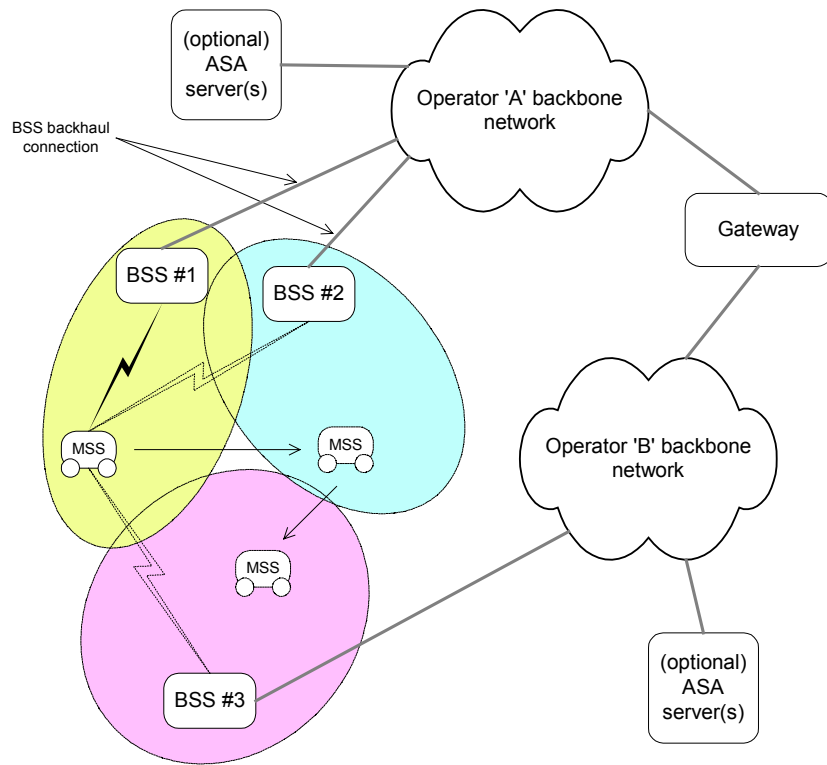 (optional)
ASA
server(s)
Operator 'A' backbone
network
BSS backhaul
connection
Gateway
BSS #1
BSS #2
MSS
MSS
Operator 'B' backbone
network
MSS
(optional)
ASA
server(s)
BSS #3